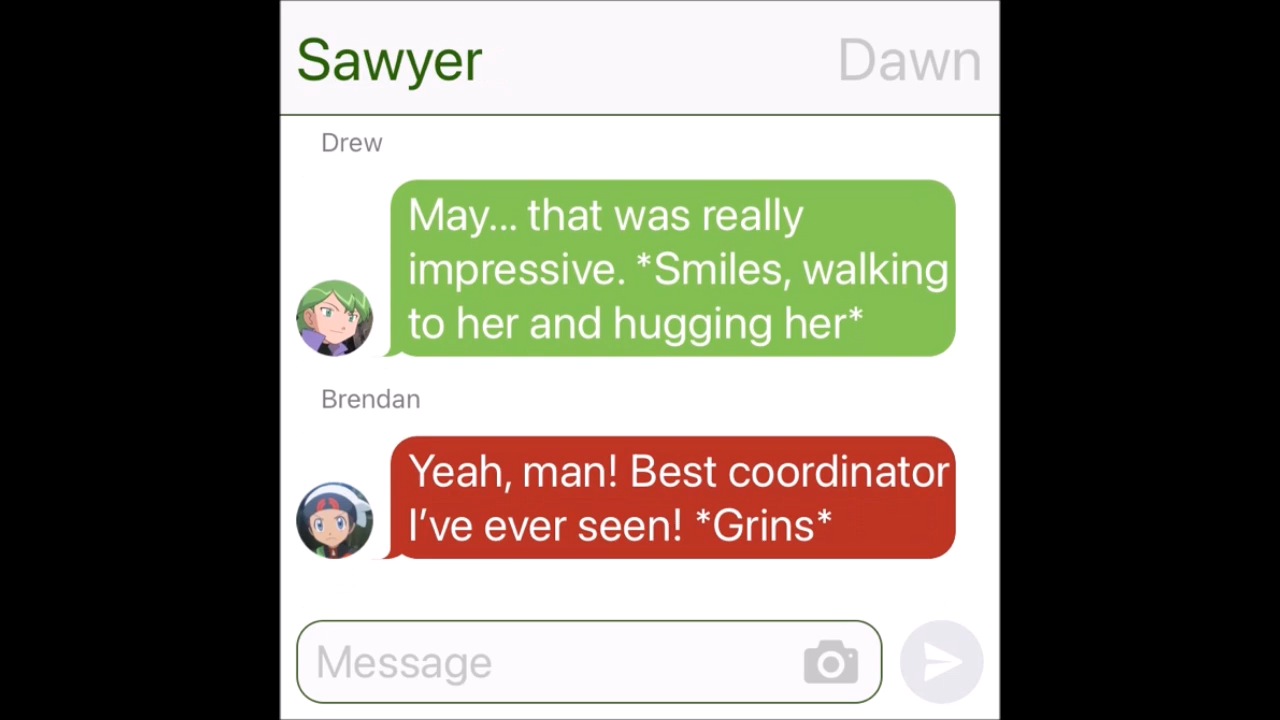 Sawyer Dawn
Drew
May... that was really
impressive. *Smiles, walking
to her and hugging her*
Brendan
Yeah, man! Best coordinator
I’ve ever seen! *Grins*
Message